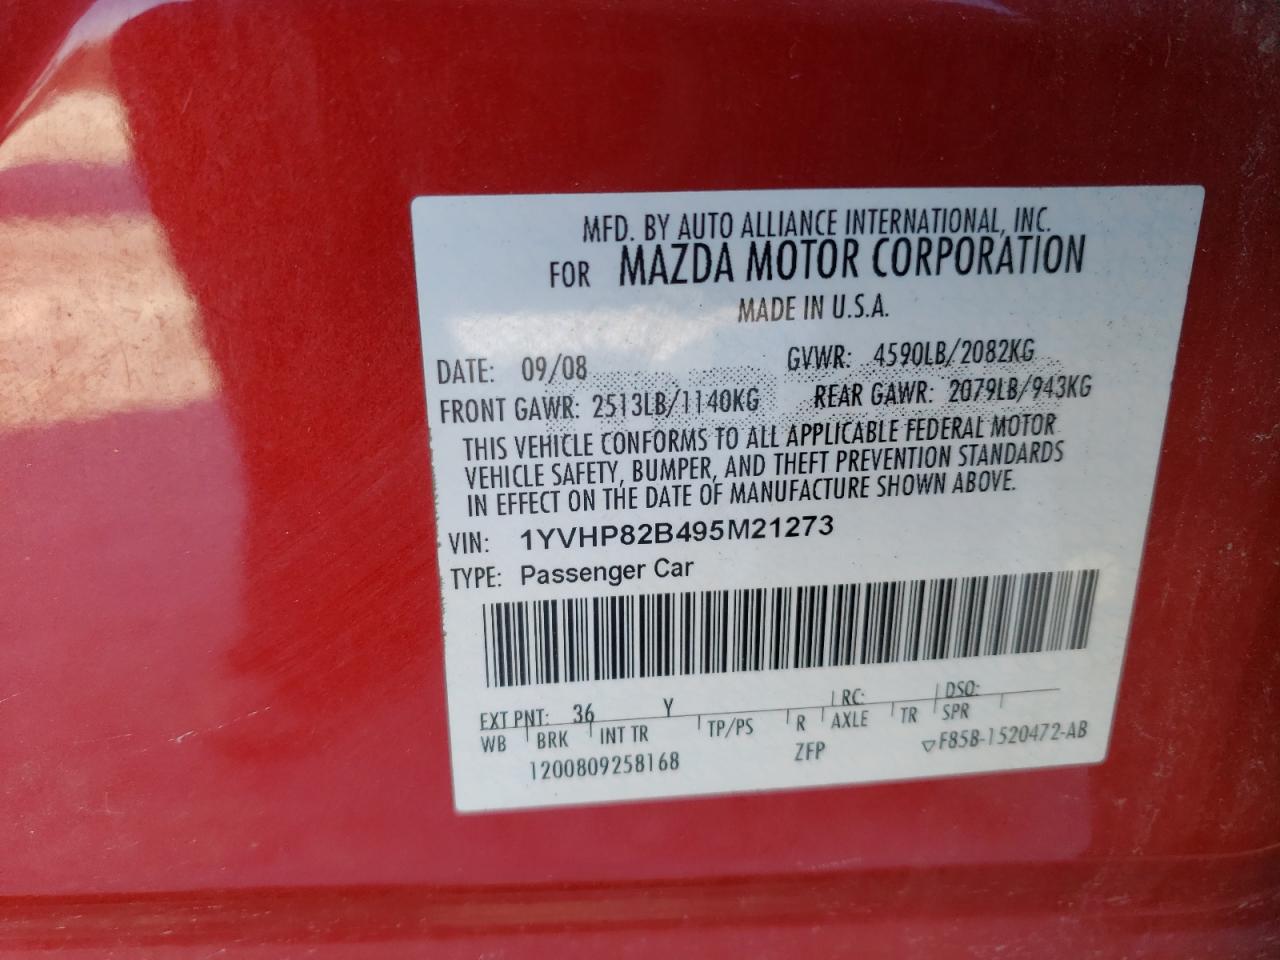 MFD. BY AUTO ALLIANCE INTERNATIONAL, INC.
FOR MAZDA MOTOR CORPORATION
MADE IN U.S.A.
DATE: 09/08 GVWR: 4590LB/2082KG
FRONT GAWR: 2513LB/1140KG REAR GAWR: 2079LB/943KG
THIS VEHICLE CONFORMS TO ALL APPLICABLE FEDERAL MOTOR
VEHICLE SAFETY, BUMPER, AND THEFT PREVENTION STANDARDS
IN EFFECT ON THE DATE OF MANUFACTURE SHOWN ABOVE.
VIN: 1YVHP82B495M21273
TYPE: Passenger Car
EXT PNT: 36 Y RC: DSO:
WB BRK INT TR TP/PS R AXLE TR SPR
1200809258168 ZFP ▽F85B-1520472-AB